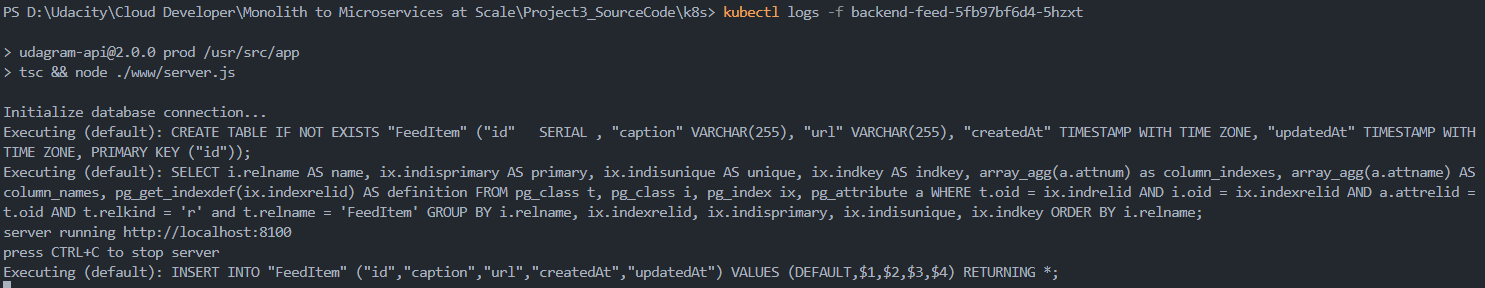 PS D:\Udacity\Cloud Developer\Monolith to Microservices at Scale\Project3_SourceCode\k8s> kubectl logs -f backend-feed-5fb97bf6d4-5hzxt
> udagram-api@2.0.0 prod /usr/src/app
> tsc && node ./www/server.js
Initialize database connection...
Executing (default): CREATE TABLE IF NOT EXISTS "FeedItem" ("id"   SERIAL , "caption" VARCHAR(255), "url" VARCHAR(255), "createdAt" TIMESTAMP WITH TIME ZONE, "updatedAt" TIMESTAMP WITH
TIME ZONE, PRIMARY KEY ("id"));
Executing (default): SELECT i.relname AS name, ix.indisprimary AS primary, ix.indisunique AS unique, ix.indkey AS indkey, array_agg(a.attnum) as column_indexes, array_agg(a.attname) AS
column_names, pg_get_indexdef(ix.indexrelid) AS definition FROM pg_class t, pg_class i, pg_index ix, pg_attribute a WHERE t.oid = ix.indrelid AND i.oid = ix.indexrelid AND a.attrelid =
t.oid AND t.relkind = 'r' and t.relname = 'FeedItem' GROUP BY i.relname, ix.indexrelid, ix.indisprimary, ix.indisunique, ix.indkey ORDER BY i.relname;
server running http://localhost:8100
press CTRL+C to stop server
Executing (default): INSERT INTO "FeedItem" ("id","caption","url","createdAt","updatedAt") VALUES (DEFAULT,$1,$2,$3,$4) RETURNING *;